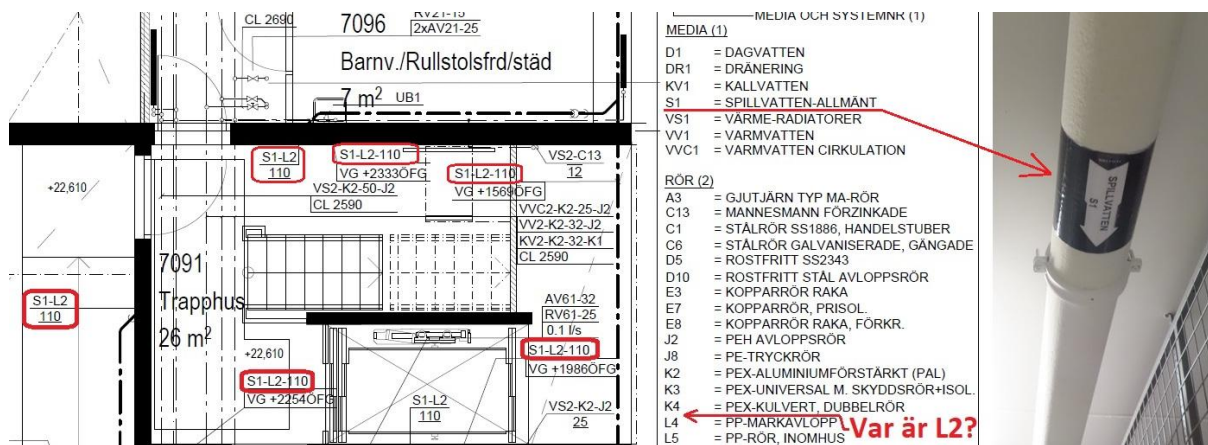 CL 2690
7096
RV21-15
2xAV21-25
Barnv./Rullstolsfrd/städ
7 m² UB1
S1-L2
110
S1-L2-110
VG +2333ÖFG
S1-L2-110
VG +1569ÖFG
VS2-C13
12
+22,610
VS2-K2-50-J2
CL 2590
VVC2-K2-25-J2
VV2-K2-32-J2
KV2-K2-32-K1
CL 2590
7091
Trapphus
26 m²
S1-L2
110
AV61-32
RV61-25
0.1 l/s
S1-L2-110
VG +1986ÖFG
+22,610
S1-L2-110
VG +2254ÖFG
S1-L2
110
VS2-K2-J2
25
MEDIA OCH SYSTEMNR (1)
MEDIA (1)
D1 = DAGVATTEN
DR1 = DRÄNERING
KV1 = KALLVATTEN
S1 = SPILLVATTEN-ALLMÄNT
VS1 = VÄRME-RADIATORER
VV1 = VARMVATTEN
VVC1 = VARMVATTEN CIRKULATION
RÖR (2)
A3 = GJUTJÄRN TYP MA-RÖR
C13 = MANNESMANN FÖRZINKADE
C1 = STÅLRÖR SS1886, HANDELSTUBER
C6 = STÅLRÖR GALVANISERADE, GÄNGADE
D5 = ROSTFRITT SS2343
D10 = ROSTFRITT STÅL AVLOPPSRÖR
E3 = KOPPARRÖR RAKA
E7 = KOPPARRÖR, PRISOL.
E8 = KOPPARRÖR RAKA, FÖRKR.
J2 = PEH AVLOPPSRÖR
J8 = PE-TRYCKRÖR
K2 = PEX-ALUMINIUMFÖRSTÄRKT (PAL)
K3 = PEX-UNIVERSAL M. SKYDDSRÖR+ISOL.
K4 = PEX-KULVERT, DUBBELRÖR
L4 = PP-MARKAVLOPP
L5 = PP-RÖR, INOMHUS
Var är L2?
SPILLVATTEN
S1